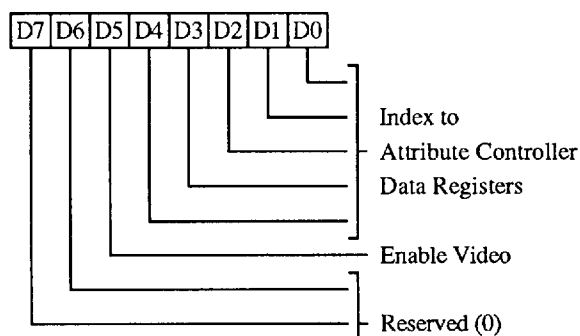 D7 D6 D5 D4 D3 D2 D1 D0
Index to
Attribute Controller
Data Registers
Enable Video
Reserved (0)